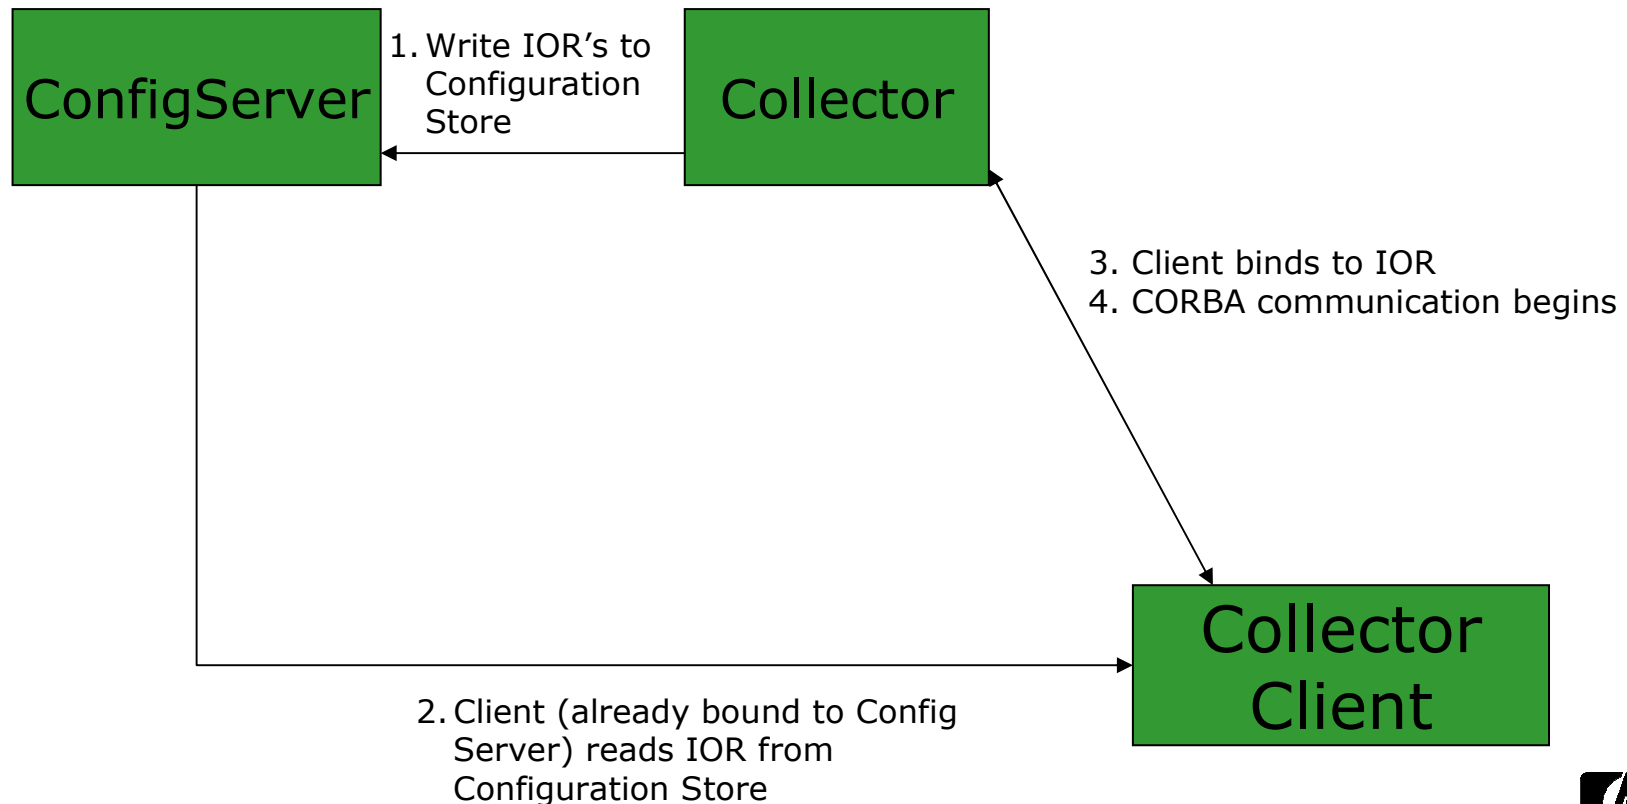 ConfigServer
1. Write IOR’s to
Configuration
Store
Collector
3. Client binds to IOR
4. CORBA communication begins
Collector
Client
2. Client (already bound to Config
Server) reads IOR from
Configuration Store